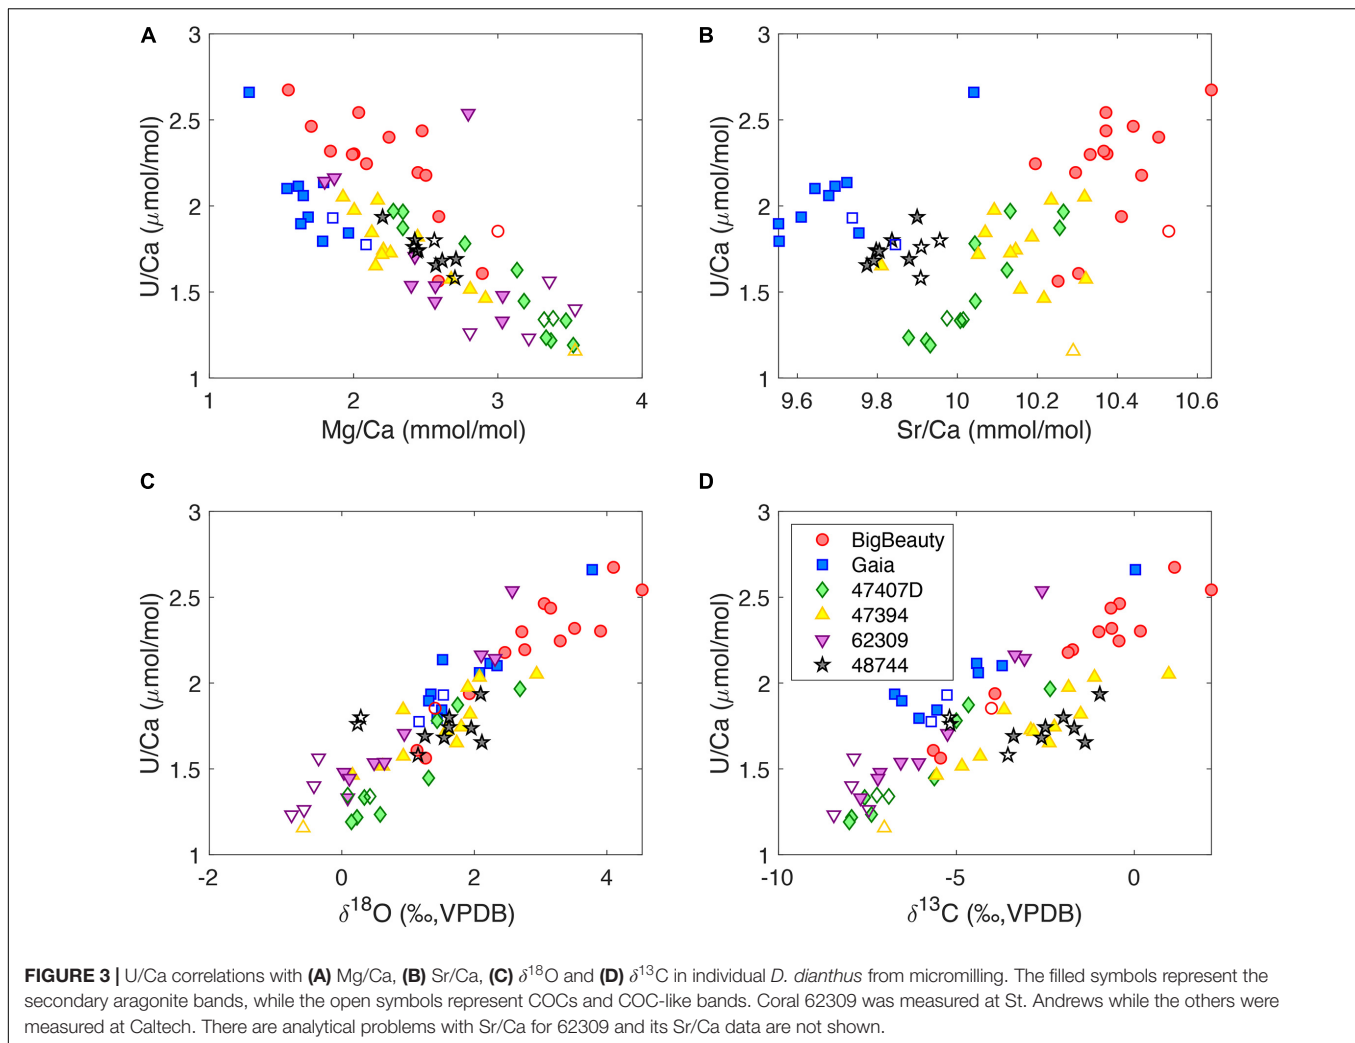 A
B
3
2.5
2
1.5
1
U/Ca (μmol/mol)
1
2
3
4
Mg/Ca (mmol/mol)
3
2.5
2
1.5
1
U/Ca (μmol/mol)
9.6
9.8
10
10.2
10.4
10.6
Sr/Ca (mmol/mol)
C
D
3
2.5
2
1.5
1
U/Ca (μmol/mol)
-2
0
2
4
δ18O (‰,VPDB)
3
2.5
2
1.5
1
U/Ca (μmol/mol)
BigBeauty
Gaia
47407D
47394
62309
48744
-10
-5
0
δ13C (‰,VPDB)
FIGURE 3 | U/Ca correlations with (A) Mg/Ca, (B) Sr/Ca, (C) δ18O and (D) δ13C in individual D. dianthus from micromilling. The filled symbols represent the
secondary aragonite bands, while the open symbols represent COCs and COC-like bands. Coral 62309 was measured at St. Andrews while the others were
measured at Caltech. There are analytical problems with Sr/Ca for 62309 and its Sr/Ca data are not shown.